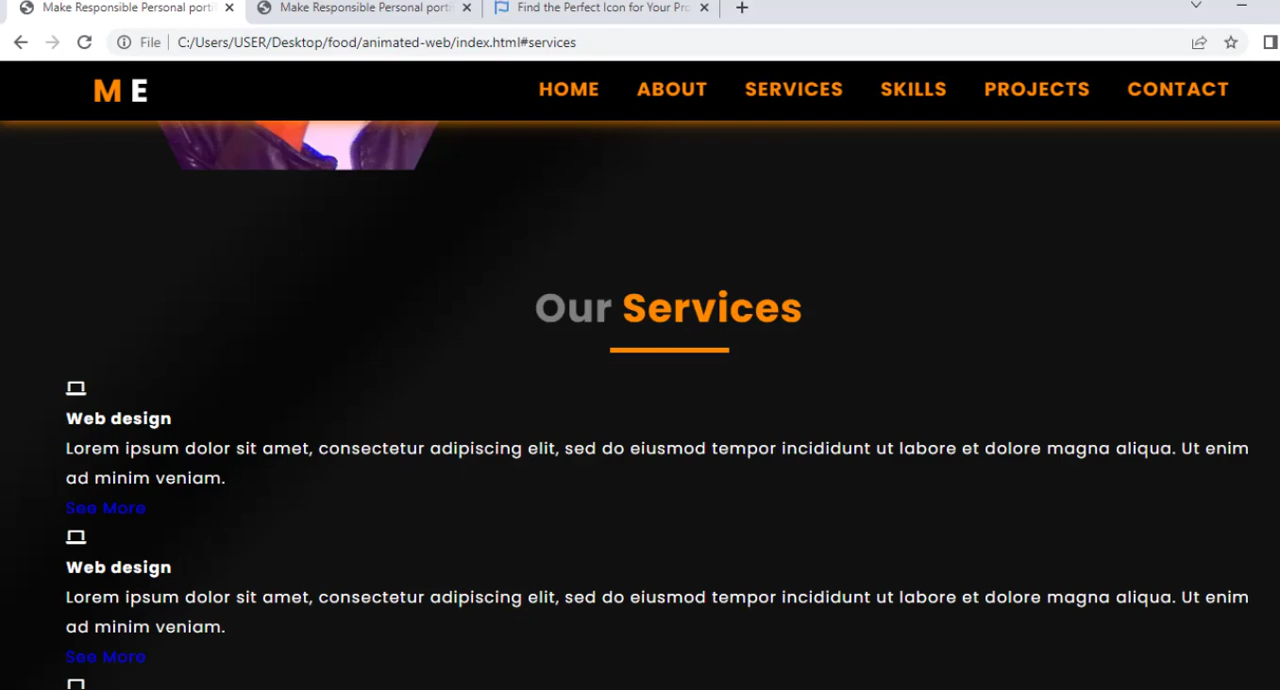 Make Responsible Personal porti
Make Responsible Personal port
Find the Perfect Icon for Your Pro
File
C:/Users/USER/Desktop/food/animated-web/index.html#services
M E
HOME ABOUT SERVICES SKILLS PROJECTS CONTACT
Our Services
Web design
Lorem ipsum dolor sit amet, consectetur adipiscing elit, sed do eiusmod tempor incididunt ut labore et dolore magna aliqua. Ut enim
ad minim veniam.
See More
Web design
Lorem ipsum dolor sit amet, consectetur adipiscing elit, sed do eiusmod tempor incididunt ut labore et dolore magna aliqua. Ut enim
ad minim veniam.
See More